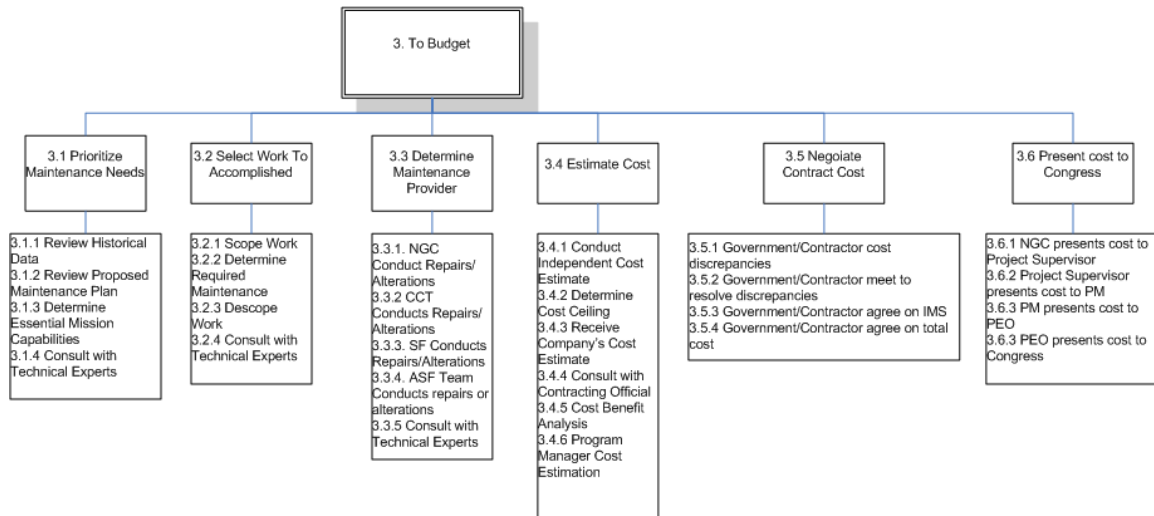 3. To Budget
3.1 Prioritize
Maintenance Needs
3.2 Select Work To
Accomplished
3.3 Determine
Maintenance
Provider
3.4 Estimate Cost
3.5 Negoiate
Contract Cost
3.6 Present cost to
Congress
3.1.1 Review Historical
Data
3.1.2 Review Proposed
Maintenance Plan
3.1.3 Determine
Essential Mission
Capabilities
3.1.4 Consult with
Technical Experts
3.2.1 Scope Work
3.2.2 Determine
Required
Maintenance
3.2.3 Descope
Work
3.2.4 Consult with
Technical Experts
3.3.1. NGC
Conduct Repairs/
Alterations
3.3.2 CCT
Conducts Repairs/
Alterations
3.3.3. SF Conducts
Repairs/Alterations
3.3.4. ASF Team
Conducts repairs or
alterations
3.3.5 Consult with
Technical Experts
3.4.1 Conduct
Independent Cost
Estimate
3.4.2 Determine
Cost Ceiling
3.4.3 Receive
Company's Cost
Estimate
3.4.4 Consult with
Contracting Official
3.4.5 Cost Benefit
Analysis
3.4.6 Program
Manager Cost
Estimation
3.5.1 Government/Contractor cost
discrepancies
3.5.2 Government/Contractor meet to
resolve discrepancies
3.5.3 Government/Contractor agree on IMS
3.5.4 Government/Contractor agree on total
cost
3.6.1 NGC presents cost to
Project Supervisor
3.6.2 Project Supervisor
presents cost to PM
3.6.3 PM presents cost to
PEO
3.6.3 PEO presents cost to
Congress